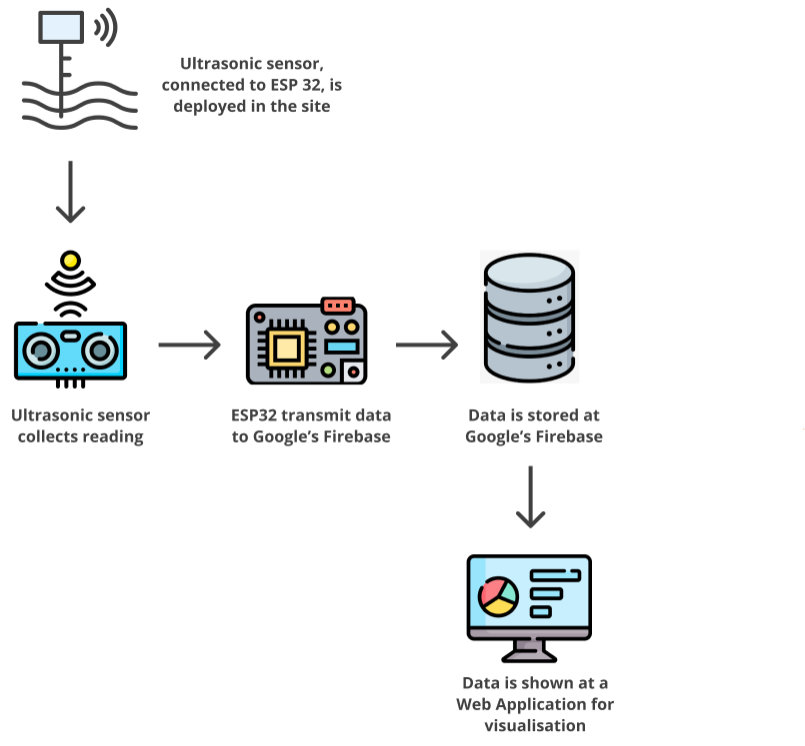 Ultrasonic sensor,
connected to ESP 32, is
deployed in the site
Ultrasonic sensor
collects reading
ESP32 transmit data
to Google's Firebase
Data is stored at
Google's Firebase
Data is shown at a
Web Application for
visualisation